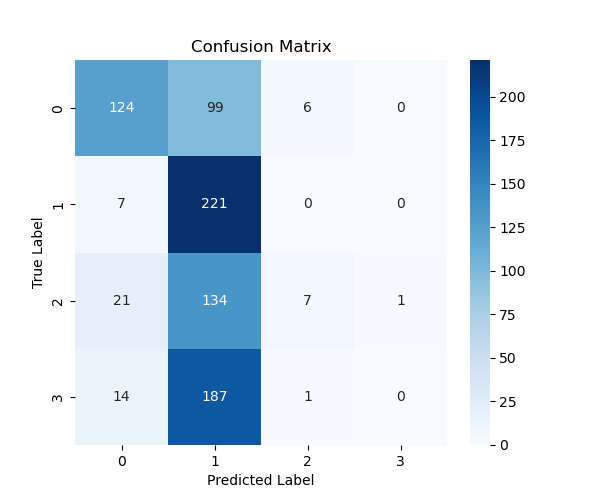 Confusion Matrix
True Label
0 124 99 6 0
1 7 221 0 0
2 21 134 7 1
3 14 187 1 0
0 1 2 3
Predicted Label
200
175
150
125
100
75
50
25
0